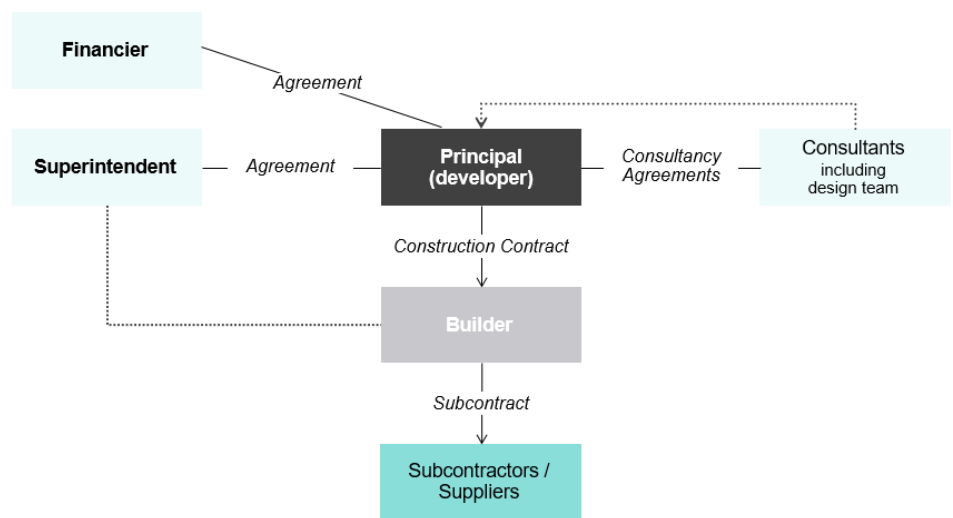 Financier
Agreement
Superintendent
Agreement
Principal
(developer)
Consultancy
Agreements
Consultants
including
design team
Construction Contract
Builder
Subcontract
Subcontractors /
Suppliers